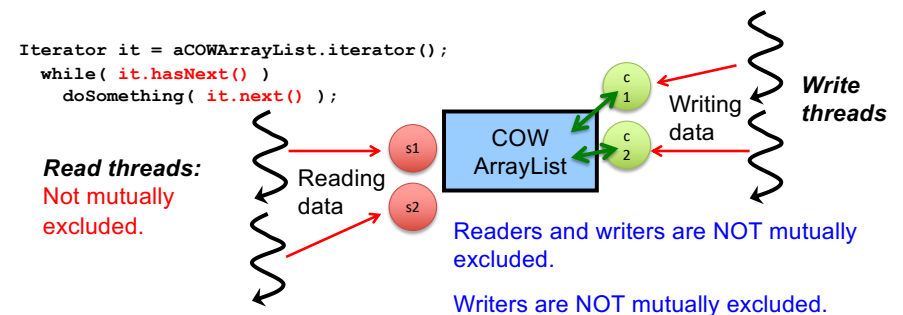 Iterator it = aCOWArrayList.iterator();
while( it.hasNext() )
doSomething( it.next() );
Read threads:
Not mutually
excluded.
Reading
data
s1
s2
COW
ArrayList
c
1
c
2
Writing
data
Write
threads
Readers and writers are NOT mutually
excluded.
Writers are NOT mutually excluded.